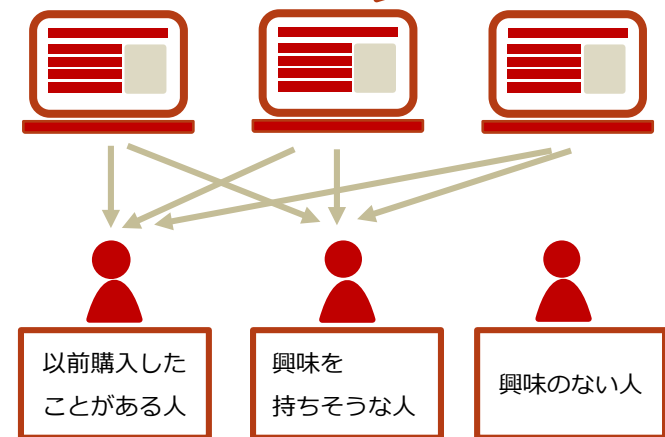 以前購入した
ことがある人
興味を
持ちそうな人
興味のない人